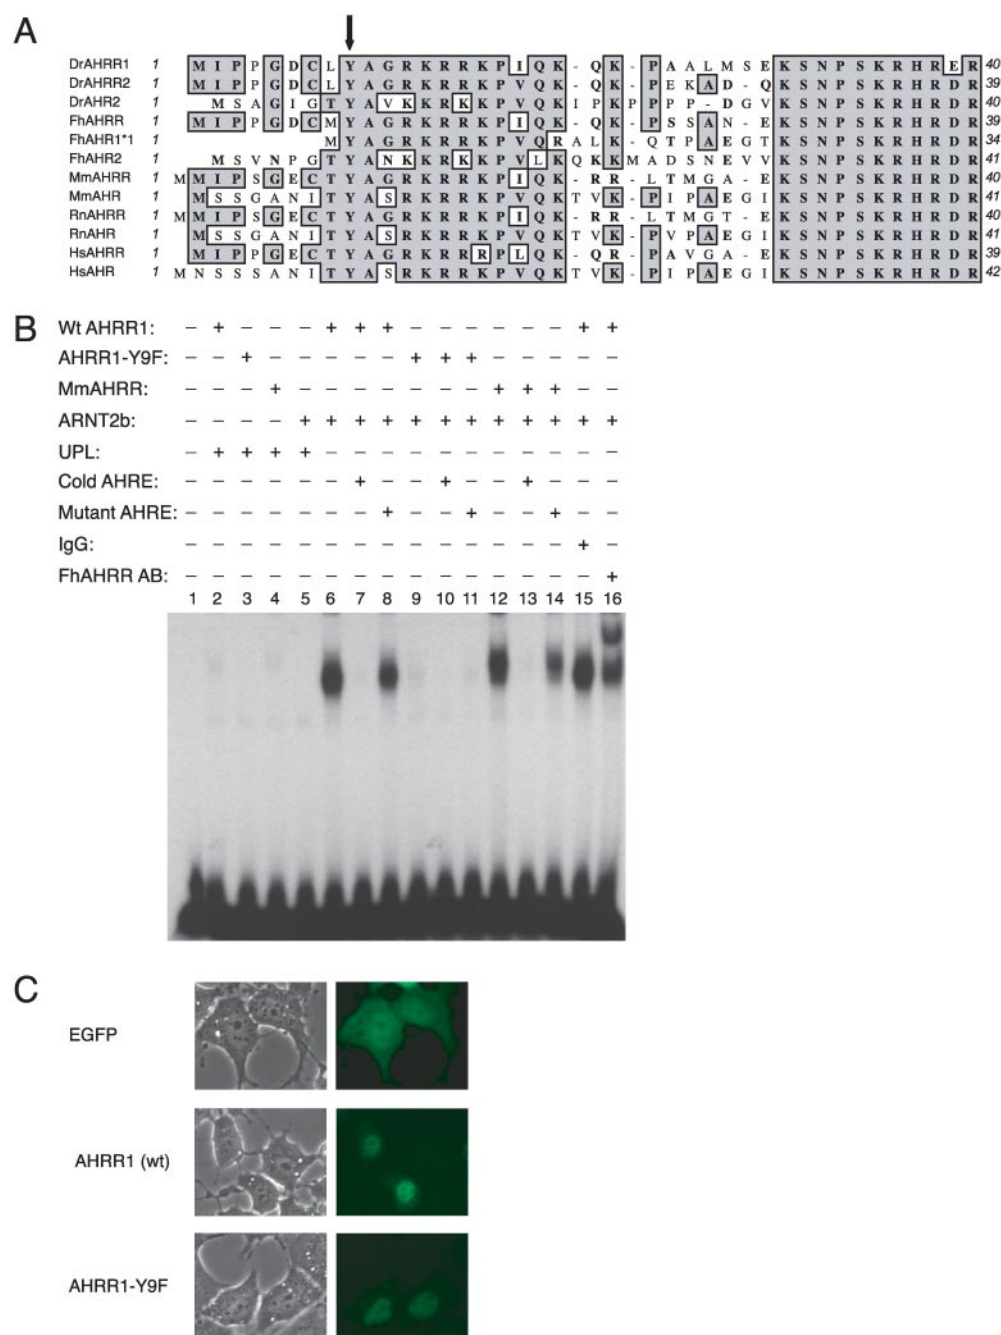 A
DrAHRR1 1 M I P P G D C L Y A G R K R R K P I Q K - Q K - P A A L M S E K S N P S K R H R E R 40
DrAHRR2 1 M I P P G D C L Y A G R K R R K P V Q K - Q K - P E K A D - Q K S N P S K R H R D R 39
DrAHR2 1 M S A G I G T Y A V K K R K K P V Q K I P K P P P P - D G V K S N P S K R H R D R 40
FhAHRR 1 M I P P G D C M Y A G R K R R K P I Q K - Q K - P S S A N - E K S N P S K R H R D R 39
FhAHR1*1 1 M Y A G R K R R K P V Q R A L K - Q T P A E G T K S N P S K R H R D R 34
FhAHR2 1 M S V N P G T Y A N K K R K K P V L K Q K K M A D S N E V V K S N P S K R H R D R 41
MmAHRR 1 M M I P S G E C T Y A G R K R R K P I Q K - R R - L T M G A - E K S N P S K R H R D R 40
MmAHR 1 M S S G A N I T Y A S R K R R K P V Q K T V K - P I P A E G I K S N P S K R H R D R 41
RnAHRR 1 M M I P S G E C T Y A G R K R R K P I Q K - R R - L T M G T - E K S N P S K R H R D R 40
RnAHR 1 M S S G A N I T Y A S R K R R K P V Q K T V K - P V P A E G I K S N P S K R H R D R 41
HsAHRR 1 M I P P G E C T Y A G R K R R R P L Q K - Q R - P A V G A - E K S N P S K R H R D R 39
HsAHR 1 M N S S S A N I T Y A S R K R R K P V Q K T V K - P I P A E G I K S N P S K R H R D R 42
B
Wt AHRR1: − + − − − + + + − − − − − − + +
AHRR1-Y9F: − − + − − − − − + + + − − − − −
MmAHRR: − − − + − − − − − − − + + + − −
ARNT2b: − − − − + + + + + + + + + + + +
UPL: − + + + + − − − − − − − − − − −
Cold AHRE: − − − − − − + − − + − − + − − −
Mutant AHRE: − − − − − − − + − − + − − + − −
IgG: − − − − − − − − − − − − − − + −
FhAHRR AB: − − − − − − − − − − − − − − − +
1 2 3 4 5 6 7 8 9 10 11 12 13 14 15 16
C
EGFP
AHRR1 (wt)
AHRR1-Y9F